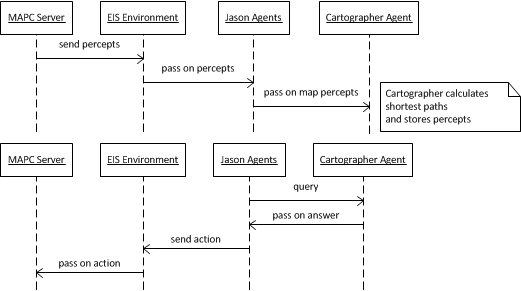 MAPC Server
EIS Environment
Jason Agents
Cartographer Agent
send percepts
pass on percepts
pass on map percepts
Cartographer calculates
shortest paths
and stores percepts
MAPC Server
EIS Environment
Jason Agents
Cartographer Agent
query
pass on answer
send action
pass on action